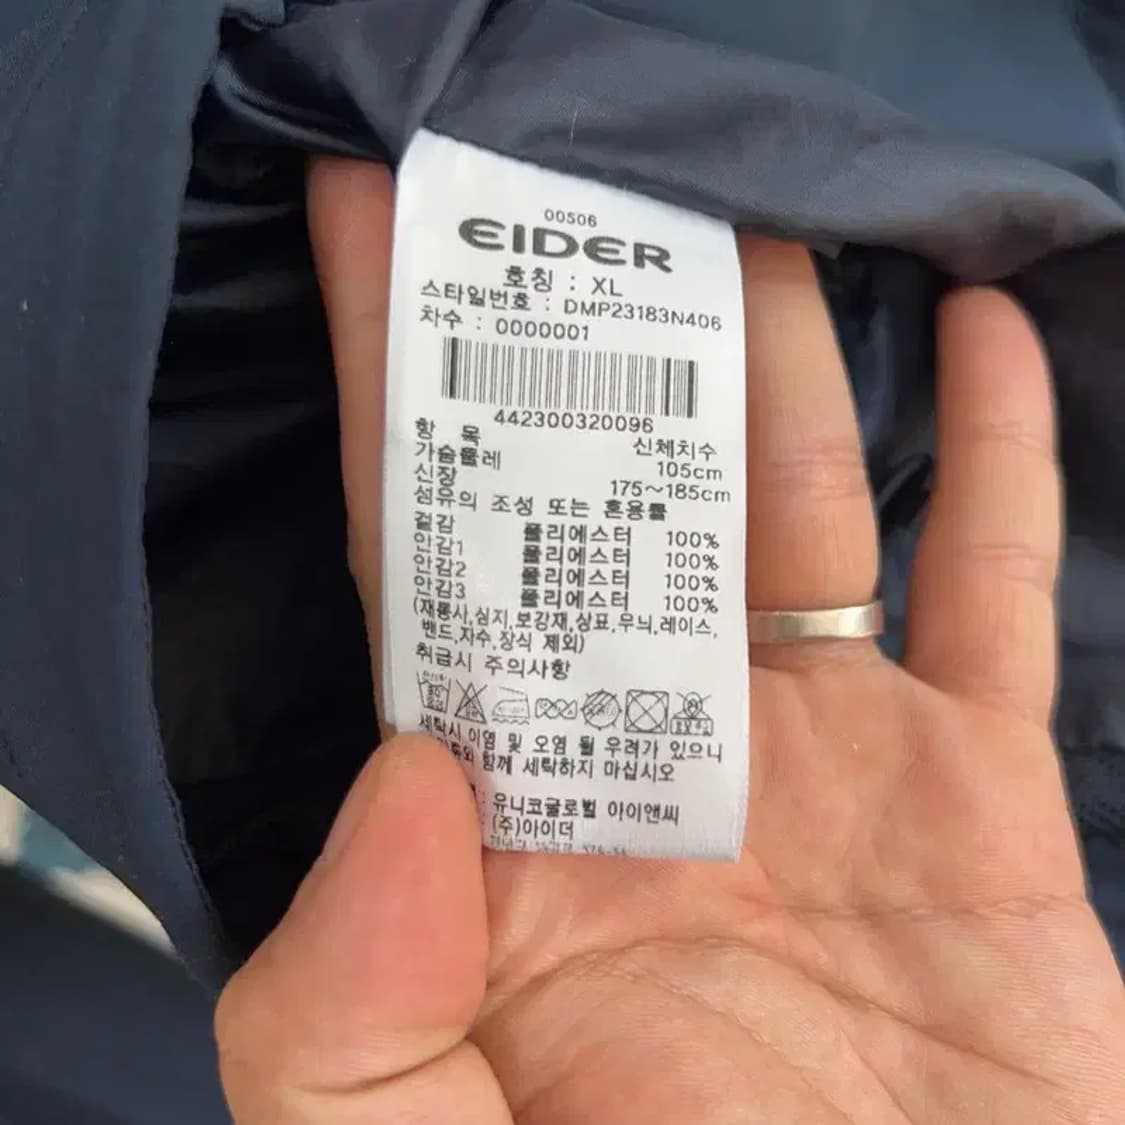 00506
EIDER
호칭 : XL
스타일번호 : DMP23183N406
차수 : 0000001
442300320096
항 목 신체치수
가슴둘레 105cm
신장 175~185cm
섬유의 조성 또는 혼용률
겉감 폴리에스터 100%
안감1 폴리에스터 100%
안감2 폴리에스터 100%
안감3 폴리에스터 100%
(재봉사,심지,보강재,상표,무늬,레이스,
밴드,자수,장식 제외)
취급시 주의사항
세탁시 이염 및 오염 될 우려가 있으니
함께 세탁하지 마십시오
: 유니코글로벌 아이앤씨
: (주)아이더